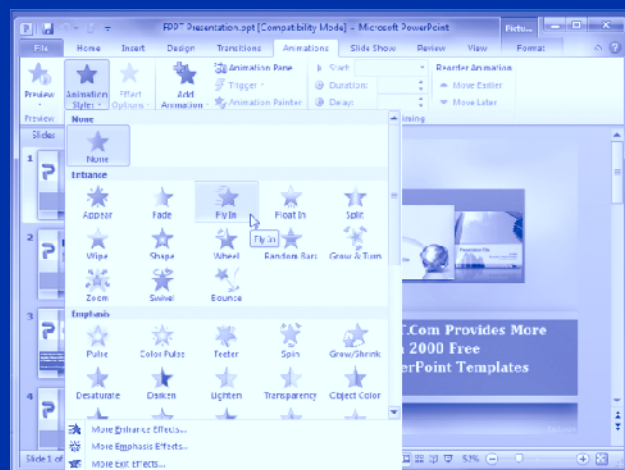 FPPT Presentation.ppt [Compatibility Mode] - Microsoft PowerPoint
Pictu...
File Home Insert Design Transitions Animations Slide Show Review View Format
Preview
Animation Styles
Effect Options
Add Animation
Animation Pane
Trigger
Animation Painter
Start:
Duration:
Delay:
Reorder Animation
Move Earlier
Move Later
Preview
None
ming
Slides
None
Entrance
Appear Fade Fly In Float In Split
Fly In
Wipe Shape Wheel Random Bars Grow & Turn
Zoom Swivel Bounce
Emphasis
Pulse Color Pulse Teeter Spin Grow/Shrink
Desaturate Darken Lighten Transparency Object Color
More Entrance Effects...
More Emphasis Effects...
More Exit Effects...
1
2
3
4
T.Com Provides More
2000 Free
erPoint Templates
Slide 1 of
53%